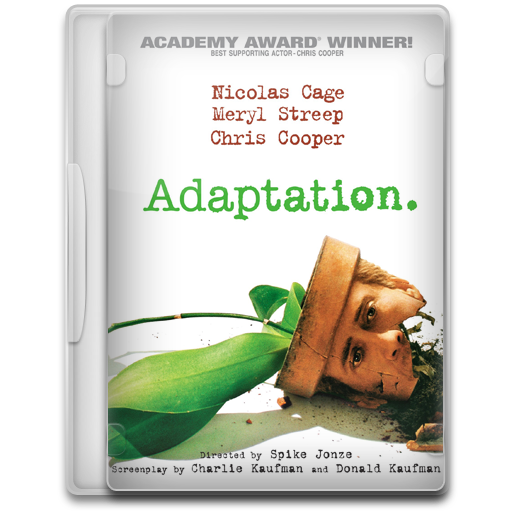 ACADEMY AWARD® WINNER!
BEST SUPPORTING ACTOR - CHRIS COOPER
Nicolas Cage
Meryl Streep
Chris Cooper
Adaptation.
Directed by Spike Jonze
Screenplay by Charlie Kaufman and Donald Kaufman